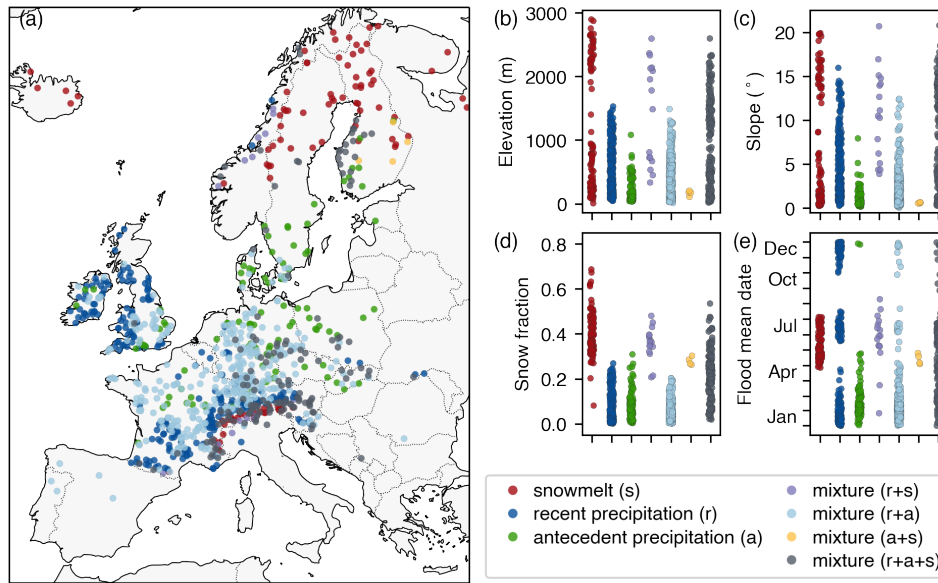 (a)
(b)
3000
2000
1000
0
Elevation (m)
(c)
20
15
10
5
0
Slope (°)
(d)
0.8
0.6
0.4
0.2
0.0
Snow fraction
(e)
Dec
Oct
Jul
Apr
Jan
Flood mean date
snowmelt (s)
recent precipitation (r)
antecedent precipitation (a)
mixture (r+s)
mixture (r+a)
mixture (a+s)
mixture (r+a+s)